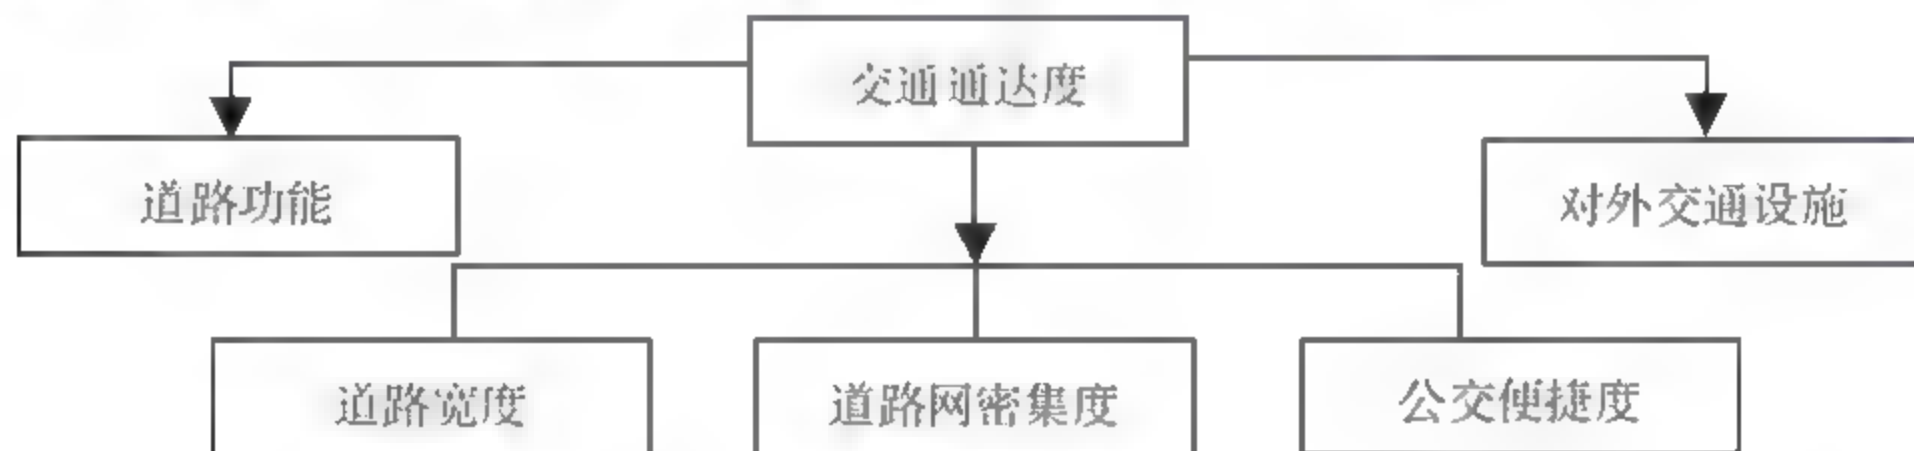 交通通达度
道路功能
对外交通设施
道路宽度
道路网密集度
公交便捷度